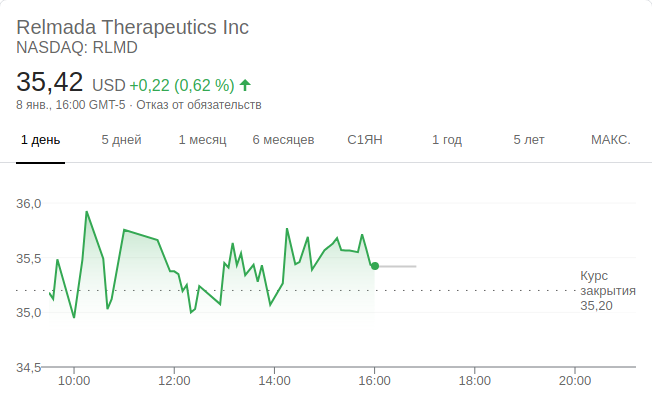 Relmada Therapeutics Inc
NASDAQ: RLMD
35,42 USD +0,22 (0,62 %)
8 янв., 16:00 GMT-5 · Отказ от обязательств
1 день 5 дней 1 месяц 6 месяцев С1ЯН 1 год 5 лет МАКС.
36,0
35,5
35,0
34,5
Курс
закрытия
35,20
10:00 12:00 14:00 16:00 18:00 20:00